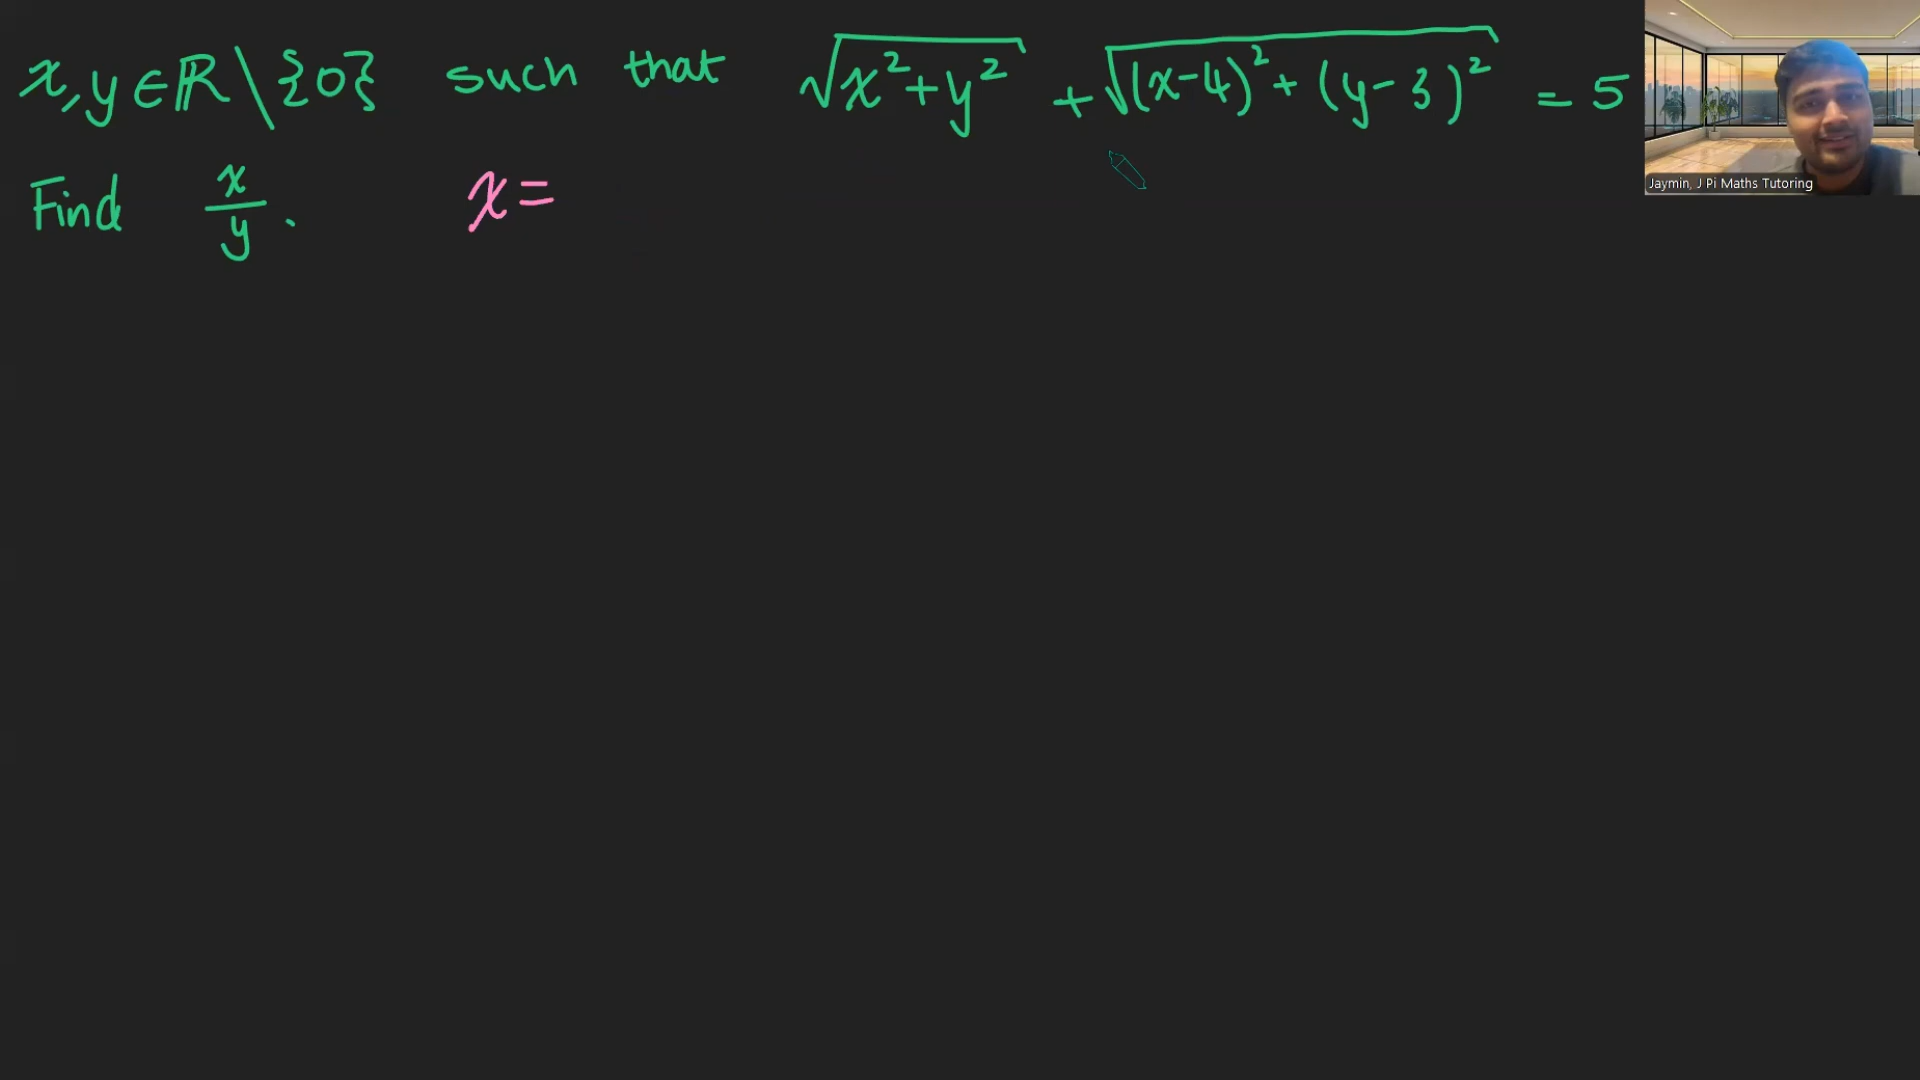 x, y ∈ ℝ \ {0} such that √(x² + y²) + √((x-4)² + (y-3)²) = 5
Find x/y.
x =
Jaymin, J Pi Maths Tutoring